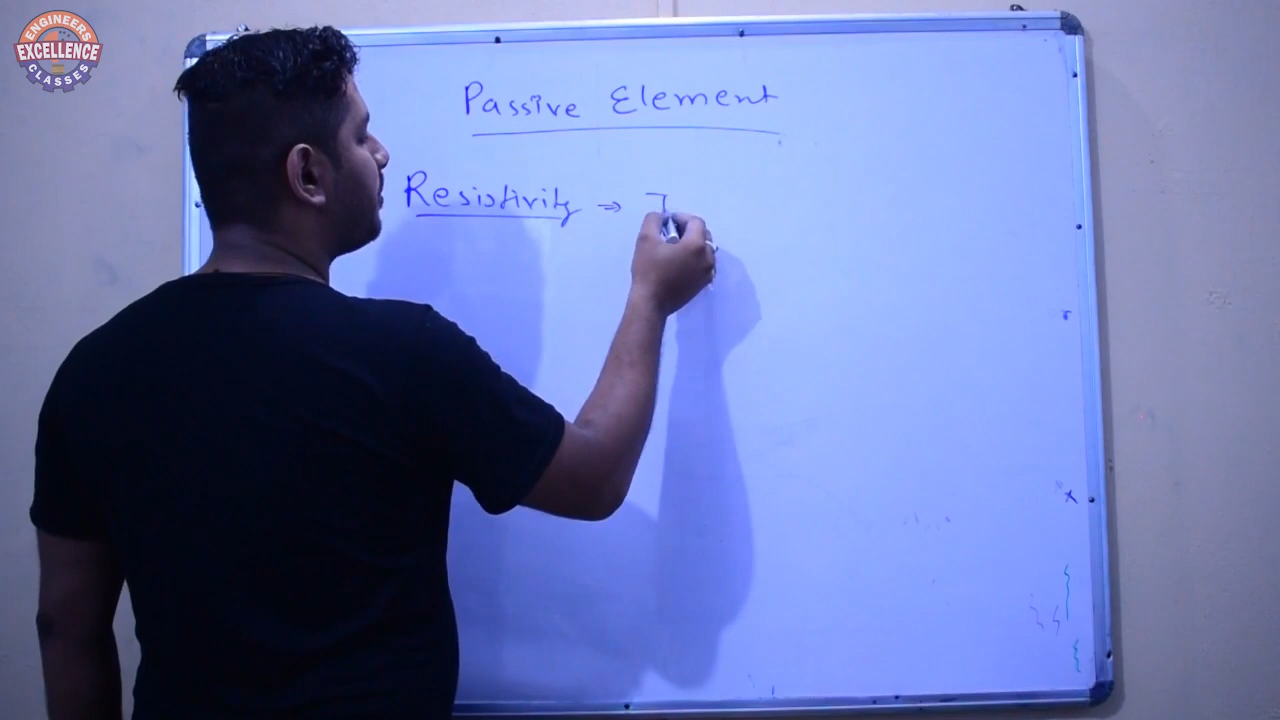 ENGINEERS
EXCELLENCE
CLASSES
Passive Element
Resistivity ⇒